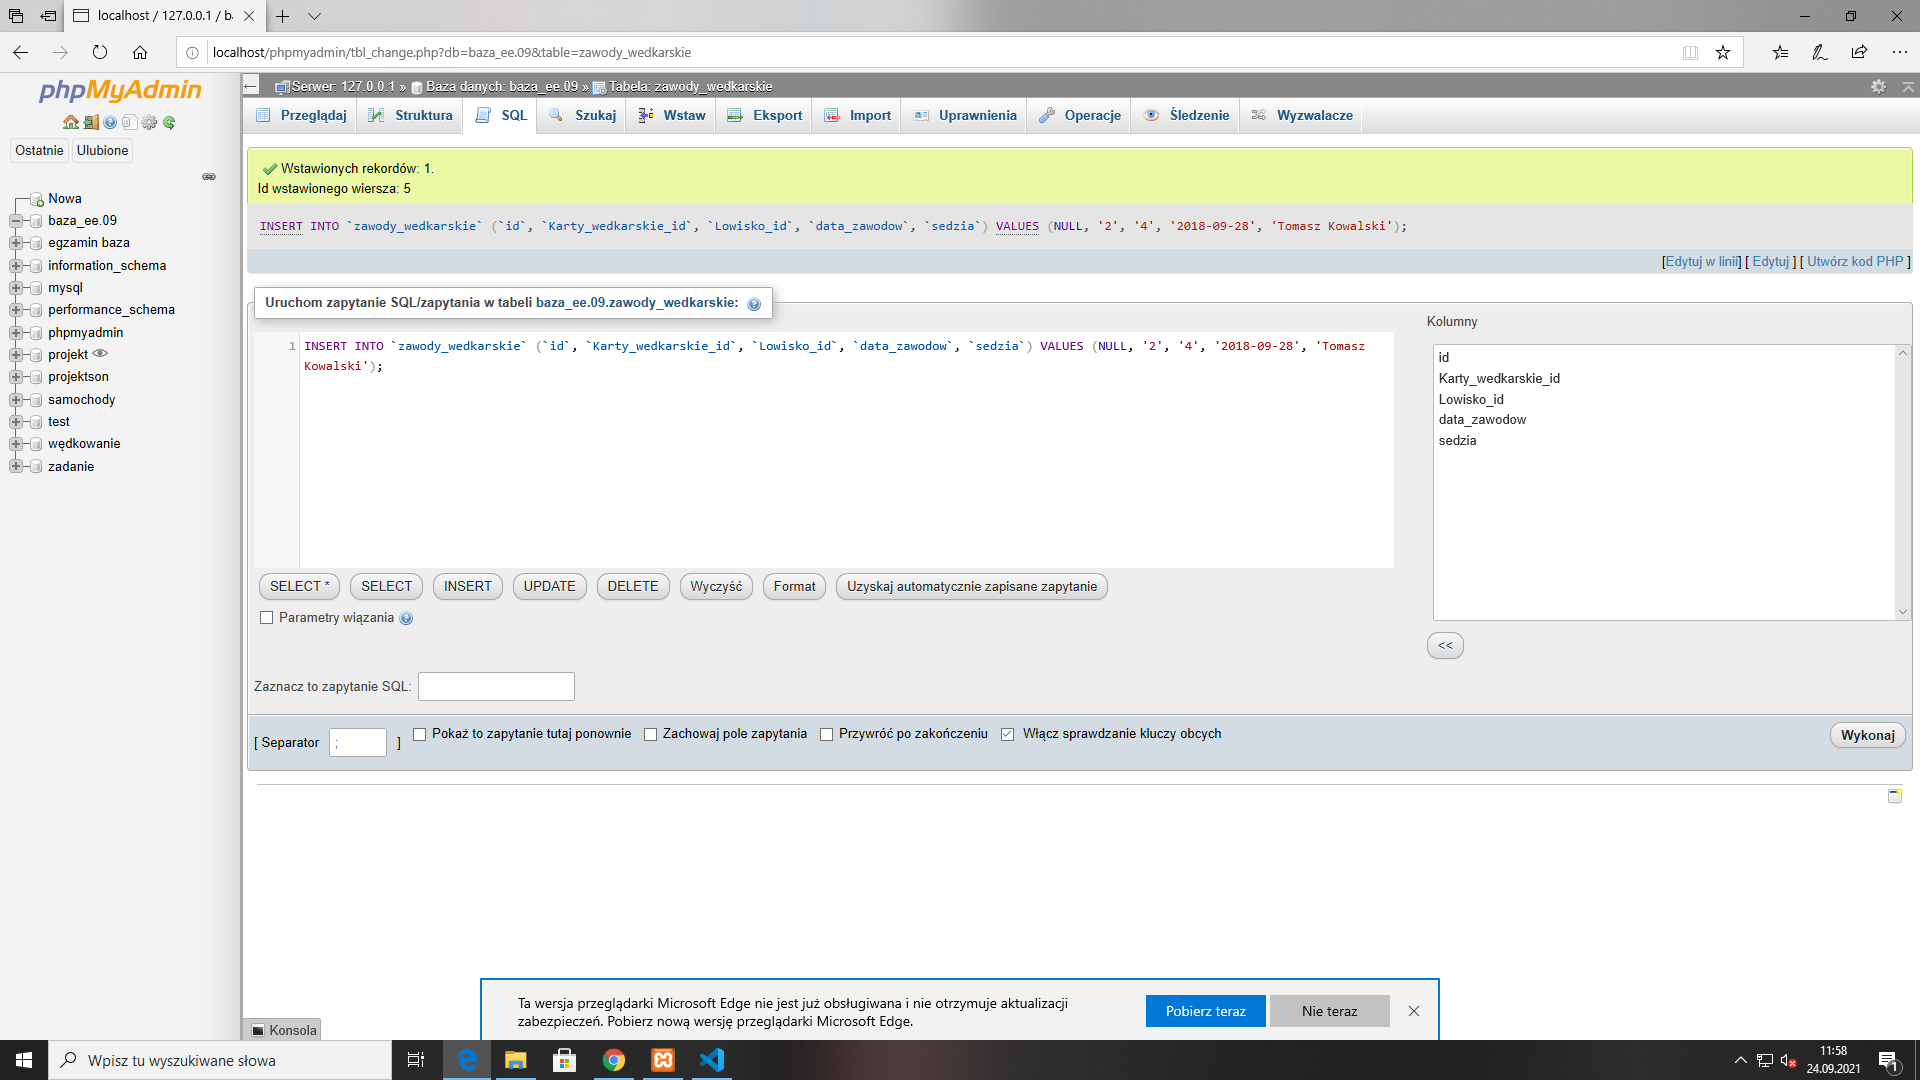 localhost / 127.0.0.1 / ba
localhost/phpmyadmin/tbl_change.php?db=baza_ee.09&table=zawody_wedkarskie
phpMyAdmin
Ostatnie
Ulubione
Nowa
baza_ee.09
egzamin baza
information_schema
mysql
performance_schema
phpmyadmin
projekt
projektson
samochody
test
wędkowanie
zadanie
Serwer: 127.0.0.1 » Baza danych: baza_ee.09 » Tabela: zawody_wedkarskie
Przeglądaj Struktura SQL Szukaj Wstaw Eksport Import Uprawnienia Operacje Śledzenie Wyzwalacze
Wstawionych rekordów: 1.
Id wstawionego wiersza: 5
INSERT INTO `zawody_wedkarskie` (`id`, `Karty_wedkarskie_id`, `Lowisko_id`, `data_zawodow`, `sedzia`) VALUES (NULL, '2', '4', '2018-09-28', 'Tomasz Kowalski');
[Edytuj w linii] [ Edytuj ] [ Utwórz kod PHP ]
Uruchom zapytanie SQL/zapytania w tabeli baza_ee.09.zawody_wedkarskie:
1 INSERT INTO `zawody_wedkarskie` (`id`, `Karty_wedkarskie_id`, `Lowisko_id`, `data_zawodow`, `sedzia`) VALUES (NULL, '2', '4', '2018-09-28', 'Tomasz
Kowalski');
Kolumny
id
Karty_wedkarskie_id
Lowisko_id
data_zawodow
sedzia
SELECT * SELECT INSERT UPDATE DELETE Wyczyść Format Uzyskaj automatycznie zapisane zapytanie
Parametry wiązania
<<
Zaznacz to zapytanie SQL:
[ Separator ; ] Pokaż to zapytanie tutaj ponownie Zachowaj pole zapytania Przywróć po zakończeniu Włącz sprawdzanie kluczy obcych
Wykonaj
Ta wersja przeglądarki Microsoft Edge nie jest już obsługiwana i nie otrzymuje aktualizacji
zabezpieczeń. Pobierz nową wersję przeglądarki Microsoft Edge.
Pobierz teraz
Nie teraz
Konsola
Wpisz tu wyszukiwane słowa
11:58
24.09.2021
1